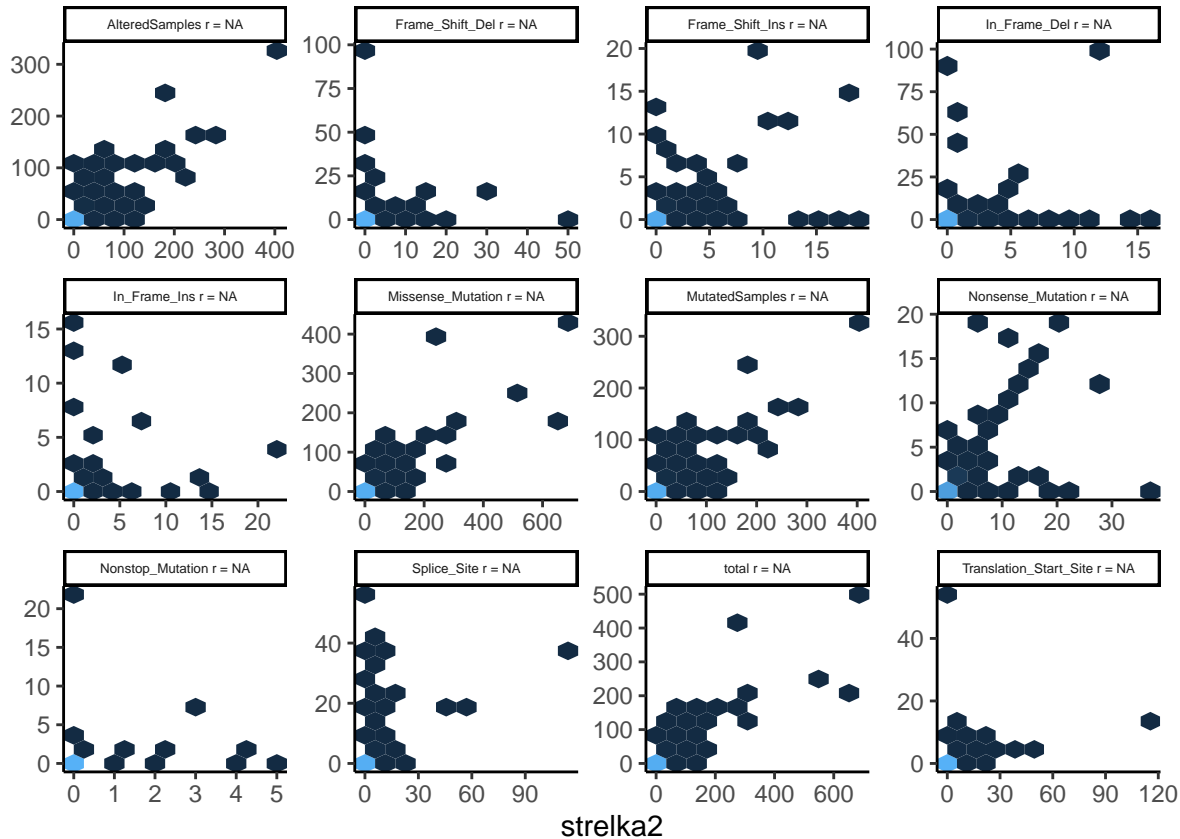 AlteredSamples r = NA
Frame_Shift_Del r = NA
Frame_Shift_Ins r = NA
In_Frame_Del r = NA
300
200
100
0
0 100 200 300 400
100
75
50
25
0
0 10 20 30 40 50
20
15
10
5
0
0 5 10 15
100
75
50
25
0
0 5 10 15
In_Frame_Ins r = NA
Missense_Mutation r = NA
MutatedSamples r = NA
Nonsense_Mutation r = NA
15
10
5
0
0 5 10 15 20
400
300
200
100
0
0 200 400 600
300
200
100
0
0 100 200 300 400
20
15
10
5
0
0 10 20 30
Nonstop_Mutation r = NA
Splice_Site r = NA
total r = NA
Translation_Start_Site r = NA
20
15
10
5
0
0 1 2 3 4 5
40
20
0
0 30 60 90
500
400
300
200
100
0
0 200 400 600
40
20
0
0 30 60 90 120
strelka2